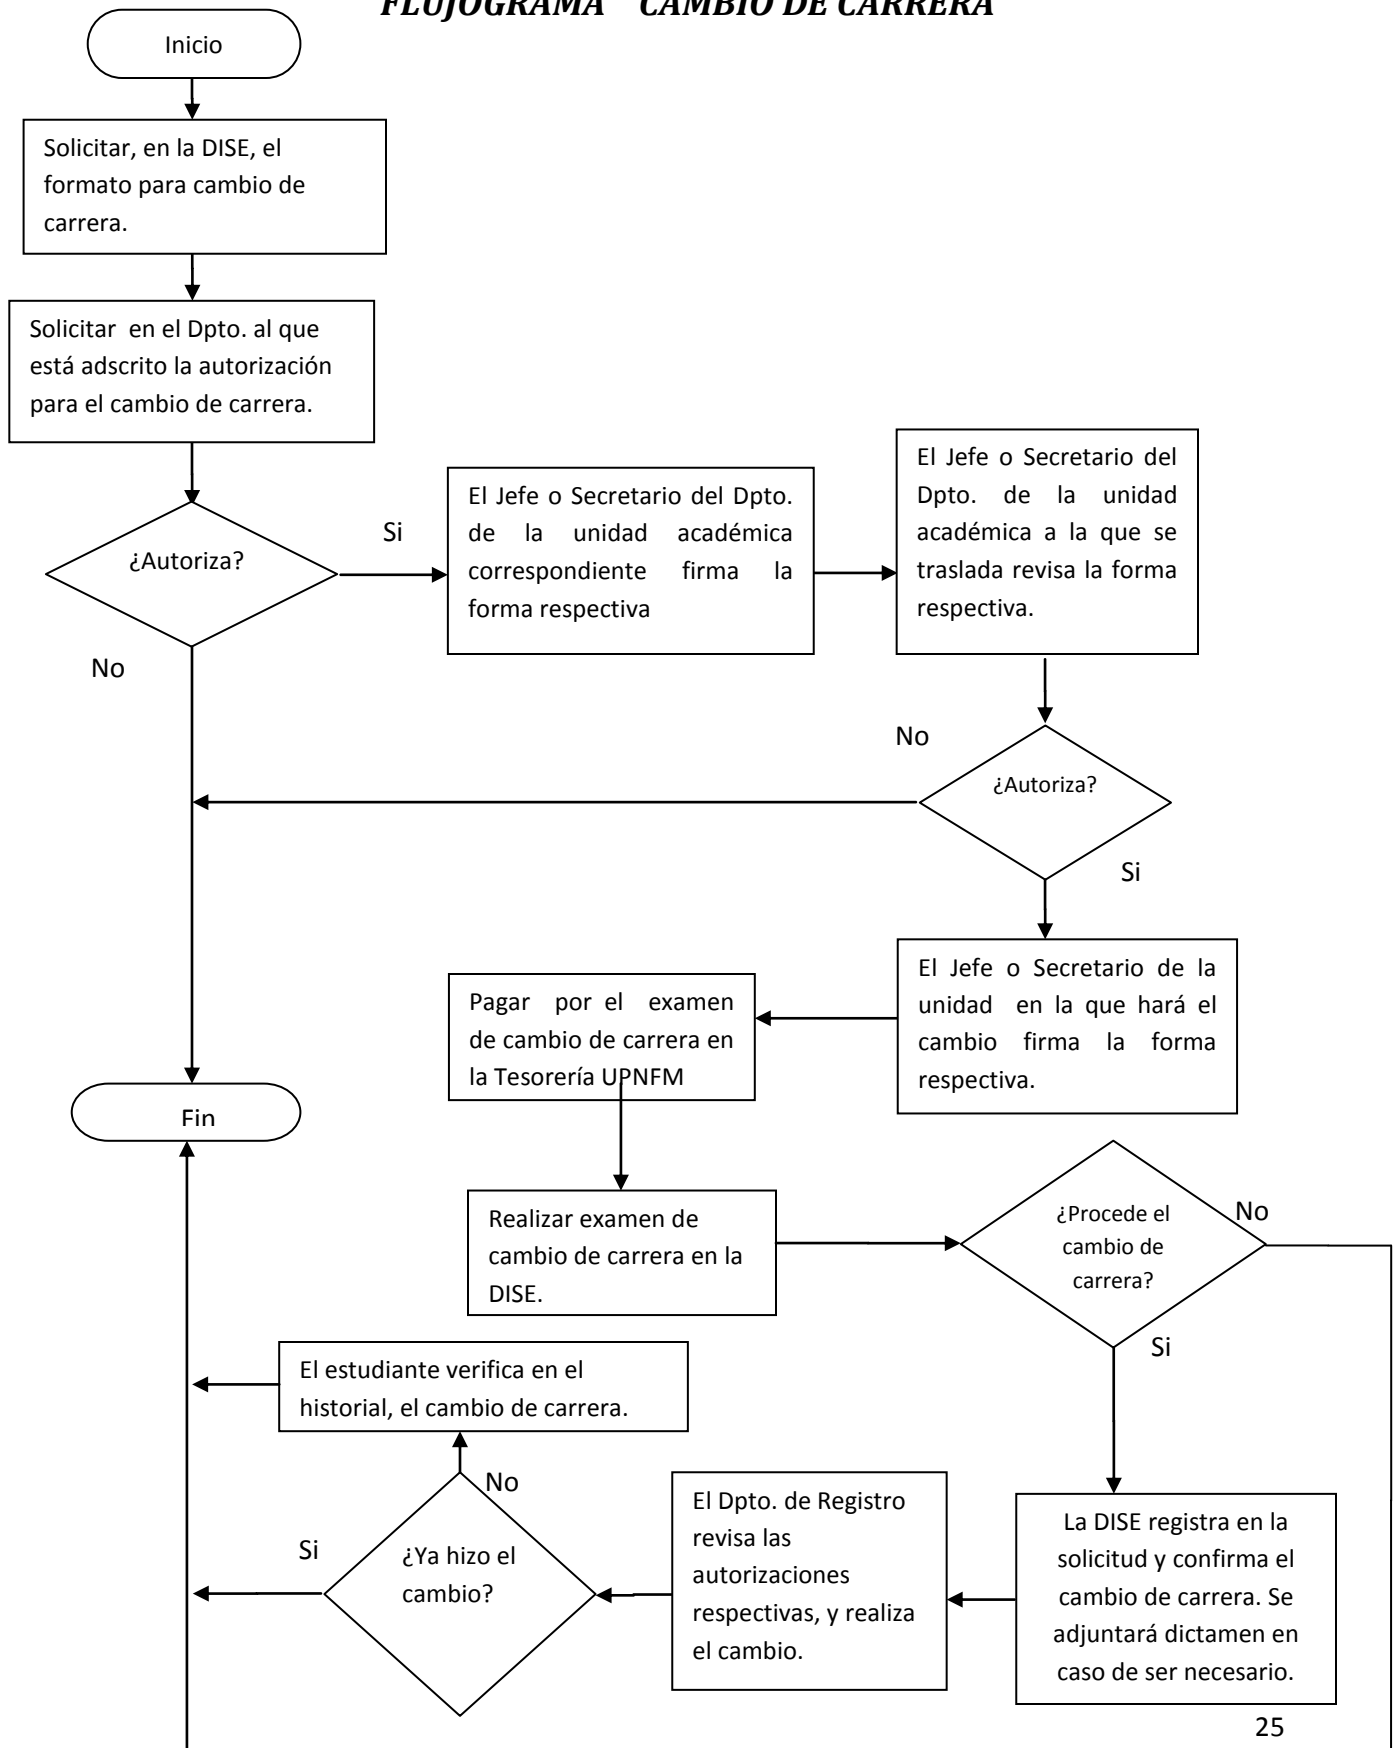 FLUJOGRAMA CAMBIO DE CARRERA
Inicio
Solicitar, en la DISE, el
formato para cambio de
carrera.
Solicitar en el Dpto. al que
está adscrito la autorización
para el cambio de carrera.
¿Autoriza?
Si
No
El Jefe o Secretario del Dpto.
de la unidad académica
correspondiente firma la
forma respectiva
El Jefe o Secretario del
Dpto. de la unidad
académica a la que se
traslada revisa la forma
respectiva.
No
¿Autoriza?
Si
El Jefe o Secretario de la
unidad en la que hará el
cambio firma la forma
respectiva.
Pagar por el examen
de cambio de carrera en
la Tesorería UPNFM
Fin
Realizar examen de
cambio de carrera en la
DISE.
¿Procede el
cambio de
carrera?
No
Si
El estudiante verifica en el
historial, el cambio de carrera.
No
Si
¿Ya hizo el
cambio?
El Dpto. de Registro
revisa las
autorizaciones
respectivas, y realiza
el cambio.
La DISE registra en la
solicitud y confirma el
cambio de carrera. Se
adjuntará dictamen en
caso de ser necesario.
25